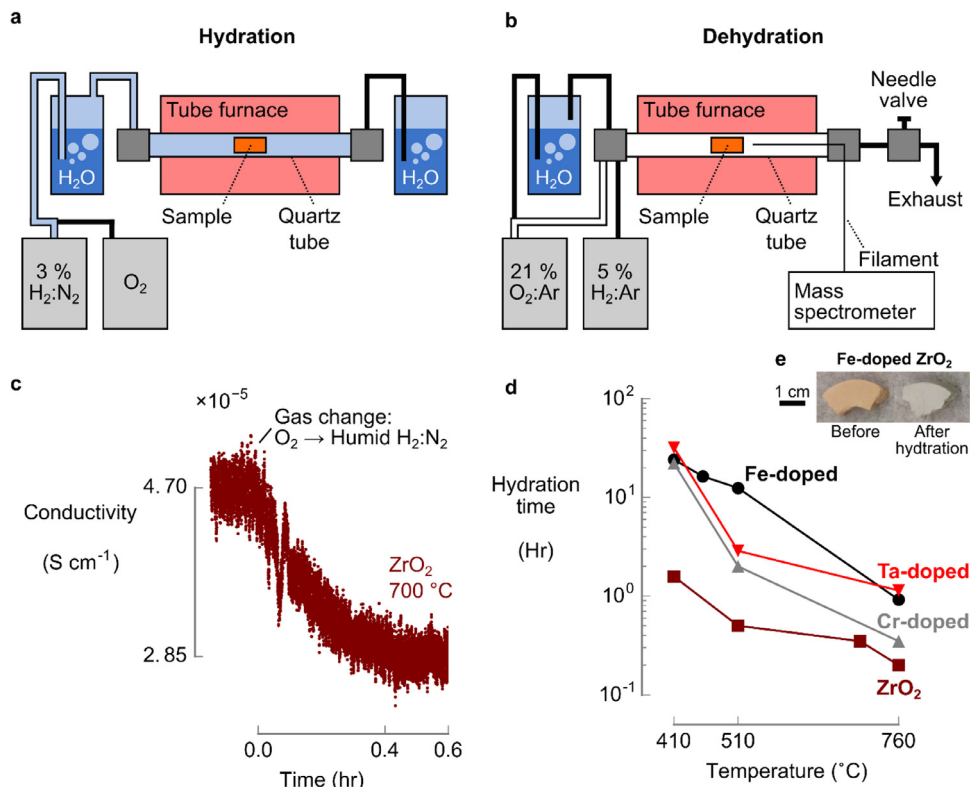 a
Hydration
Tube furnace
H₂O
H₂O
Sample
Quartz
tube
3 %
H₂:N₂
O₂
b
Dehydration
Needle
valve
Tube furnace
H₂O
Exhaust
Sample
Quartz
tube
Filament
21 %
O₂:Ar
5 %
H₂:Ar
Mass
spectrometer
c
×10⁻⁵
Gas change:
O₂ → Humid H₂:N₂
4.70
Conductivity
(S cm⁻¹)
ZrO₂
700 °C
2.85
0.0
0.4
0.6
Time (hr)
d
10²
Hydration
time
(Hr)
10¹
10⁰
10⁻¹
Fe-doped
Ta-doped
Cr-doped
ZrO₂
410
510
760
Temperature (˚C)
e
Fe-doped ZrO₂
1 cm
Before
After
hydtration